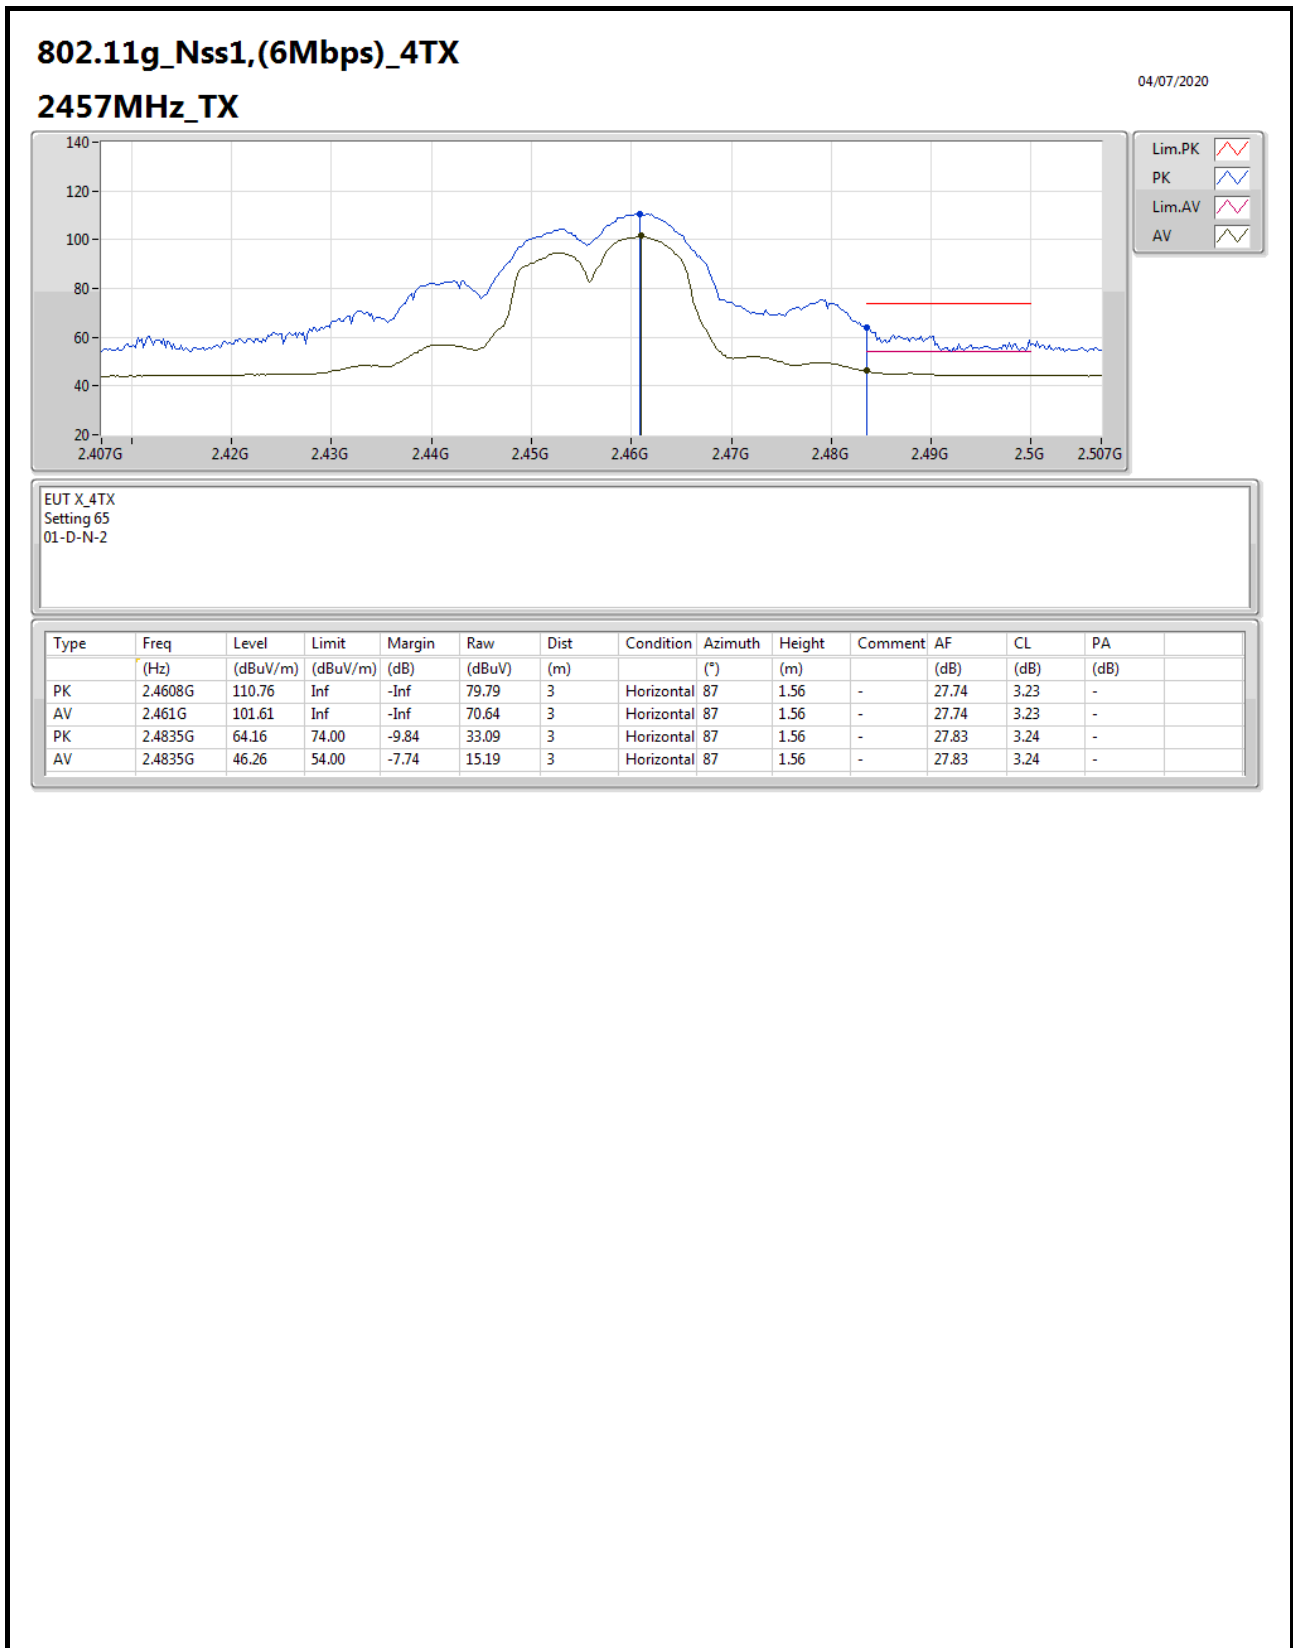 802.11g_Nss1,(6Mbps)_4TX
04/07/2020
2457MHz_TX
140
120
100
80
60
40
20
2.407G 2.42G 2.43G 2.44G 2.45G 2.46G 2.47G 2.48G 2.49G 2.5G 2.507G
Lim.PK
PK
Lim.AV
AV
EUT X_4TX
Setting 65
01-D-N-2
Type Freq Level Limit Margin Raw Dist Condition Azimuth Height Comment AF CL PA
(Hz) (dBuV/m) (dBuV/m) (dB) (dBuV) (m) (°) (m) (dB) (dB) (dB)
PK 2.4608G 110.76 Inf -Inf 79.79 3 Horizontal 87 1.56 - 27.74 3.23 -
AV 2.461G 101.61 Inf -Inf 70.64 3 Horizontal 87 1.56 - 27.74 3.23 -
PK 2.4835G 64.16 74.00 -9.84 33.09 3 Horizontal 87 1.56 - 27.83 3.24 -
AV 2.4835G 46.26 54.00 -7.74 15.19 3 Horizontal 87 1.56 - 27.83 3.24 -